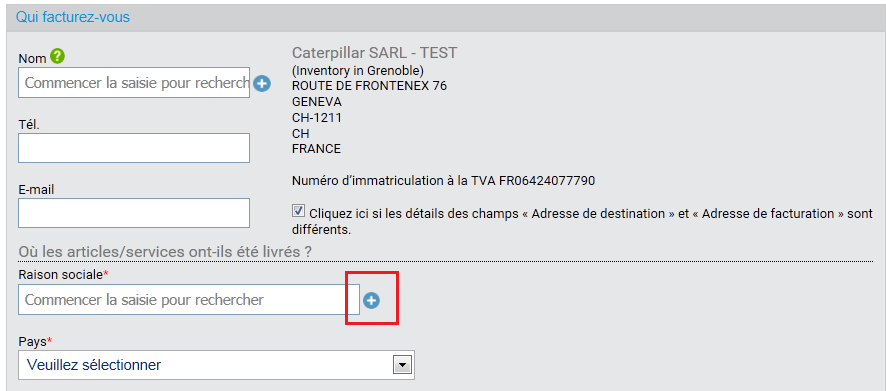 Qui facturez-vous
Nom
Commencer la saisie pour recherch
Tél.
E-mail
Caterpillar SARL - TEST
(Inventory in Grenoble)
ROUTE DE FRONTENEX 76
GENEVA
CH-1211
CH
FRANCE
Numéro d'immatriculation à la TVA FR06424077790
Cliquez ici si les détails des champs « Adresse de destination » et « Adresse de facturation » sont
différents.
Où les articles/services ont-ils été livrés ?
Raison sociale*
Commencer la saisie pour rechercher
Pays*
Veuillez sélectionner